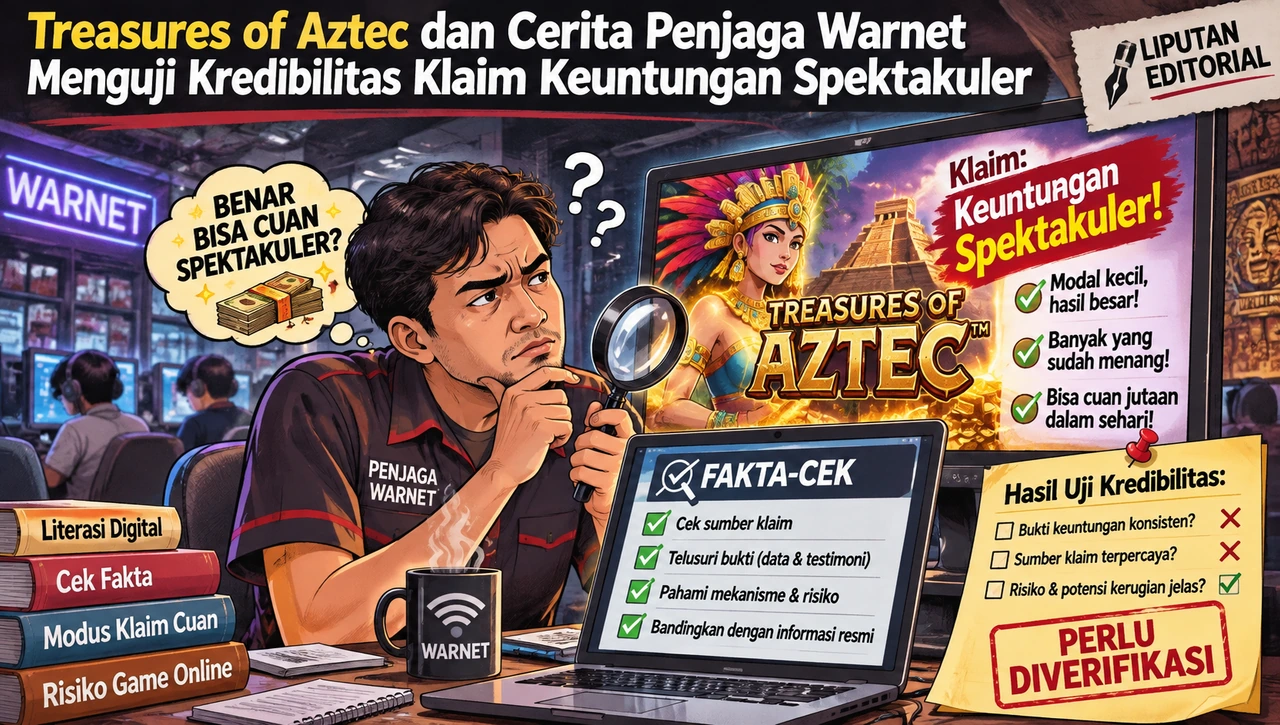 Treasures of Aztec dan Cerita Penjaga Warnet
Menguji Kredibilitas Klaim Keuntungan Spektakuler
LIPUTAN
EDITORIAL
WARNET
BENAR
BISA CUAN
SPEKTAKULER?
? ?
Klaim:
Keuntungan
Spektakuler!
TREASURES OF
AZTEC™
Modal kecil,
hasil besar!
Banyak yang
sudah menang!
Bisa cuan jutaan
dalam sehari!
PENJAGA
WARNET
FAKTA-CEK
Cek sumber klaim
Telusuri bukti (data & testimoni)
Pahami mekanisme & risiko
Bandingkan dengan informasi resmi
Hasil Uji Kredibilitas:
Bukti keuntungan konsisten?
Sumber klaim terpercaya?
Risiko & potensi kerugian jelas?
PERLU
DIVERIFIKASI
Literasi Digital
Cek Fakta
Modus Klaim Cuan
Risiko Game Online
WARNET